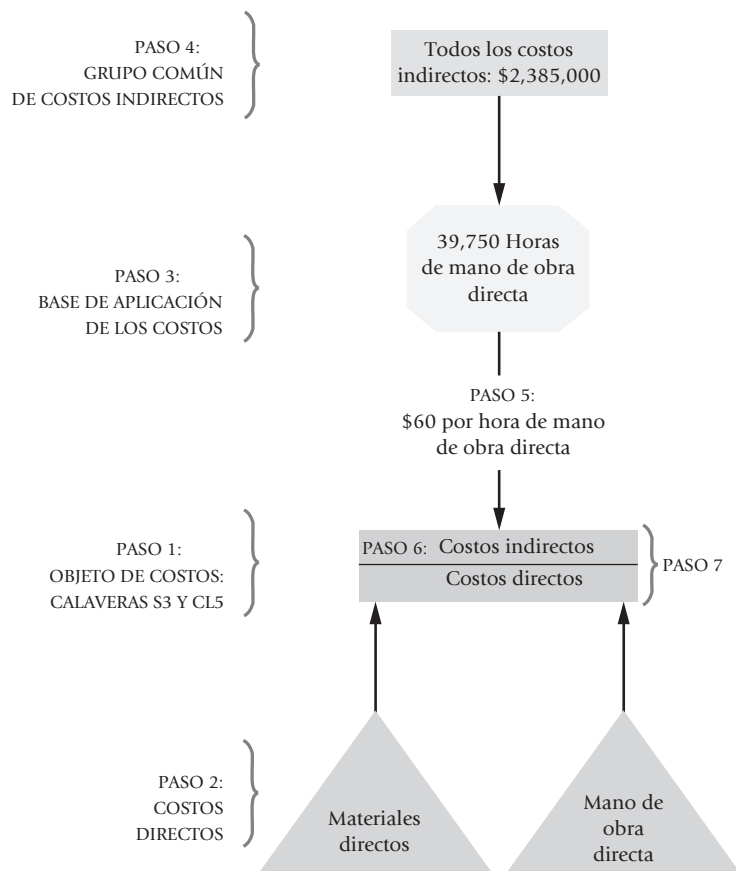 PASO 4:
GRUPO COMÚN
DE COSTOS INDIRECTOS
Todos los costos
indirectos: $2,385,000
PASO 3:
BASE DE APLICACIÓN
DE LOS COSTOS
39,750 Horas
de mano de obra
directa
PASO 5:
$60 por hora de mano
de obra directa
PASO 1:
OBJETO DE COSTOS:
CALAVERAS S3 Y CL5
PASO 6: Costos indirectos
Costos directos
PASO 7
PASO 2:
COSTOS
DIRECTOS
Materiales
directos
Mano de
obra
directa